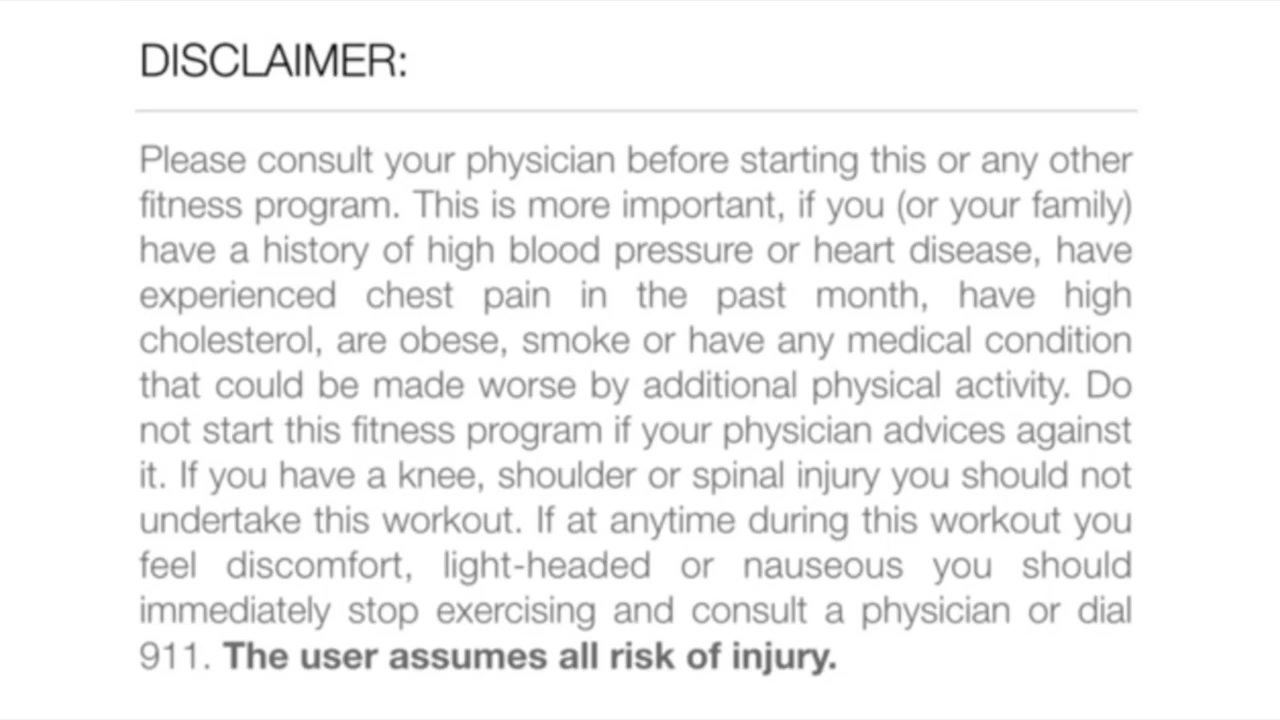 DISCLAIMER:
Please consult your physician before starting this or any other
fitness program. This is more important, if you (or your family)
have a history of high blood pressure or heart disease, have
experienced chest pain in the past month, have high
cholesterol, are obese, smoke or have any medical condition
that could be made worse by additional physical activity. Do
not start this fitness program if your physician advices against
it. If you have a knee, shoulder or spinal injury you should not
undertake this workout. If at anytime during this workout you
feel discomfort, light-headed or nauseous you should
immediately stop exercising and consult a physician or dial
911. The user assumes all risk of injury.